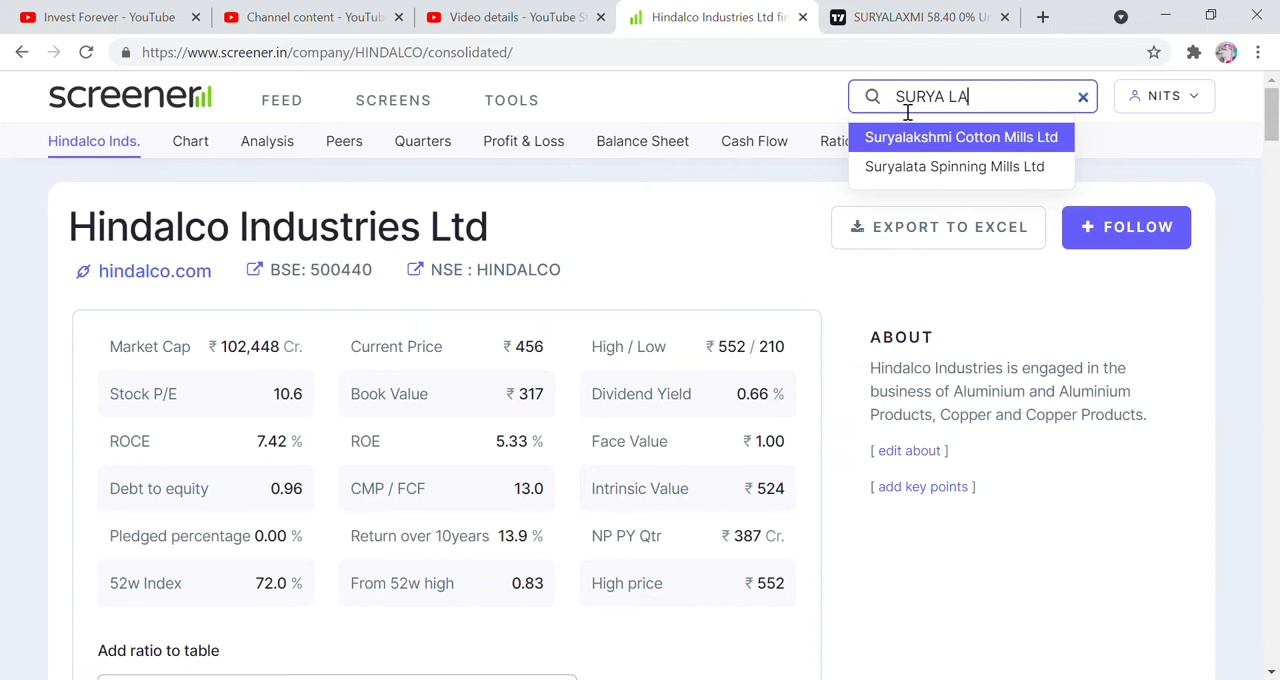 Invest Forever - YouTube
Channel content - YouTub
Video details - YouTube S
Hindalco Industries Ltd fin
SURYALAXMI 58.40 0% Un
https://www.screener.in/company/HINDALCO/consolidated/
screener
FEED
SCREENS
TOOLS
SURYA LA
NITS
Hindalco Inds.
Chart
Analysis
Peers
Quarters
Profit & Loss
Balance Sheet
Cash Flow
Ratio
Suryalakshmi Cotton Mills Ltd
Suryalata Spinning Mills Ltd
Hindalco Industries Ltd
EXPORT TO EXCEL
FOLLOW
hindalco.com
BSE: 500440
NSE : HINDALCO
Market Cap ₹ 102,448 Cr.
Current Price ₹ 456
High / Low ₹ 552 / 210
Stock P/E 10.6
Book Value ₹ 317
Dividend Yield 0.66 %
ROCE 7.42 %
ROE 5.33 %
Face Value ₹ 1.00
Debt to equity 0.96
CMP / FCF 13.0
Intrinsic Value ₹ 524
Pledged percentage 0.00 %
Return over 10years 13.9 %
NP PY Qtr ₹ 387 Cr.
52w Index 72.0 %
From 52w high 0.83
High price ₹ 552
Add ratio to table
ABOUT
Hindalco Industries is engaged in the
business of Aluminium and Aluminium
Products, Copper and Copper Products.
[ edit about ]
[ add key points ]